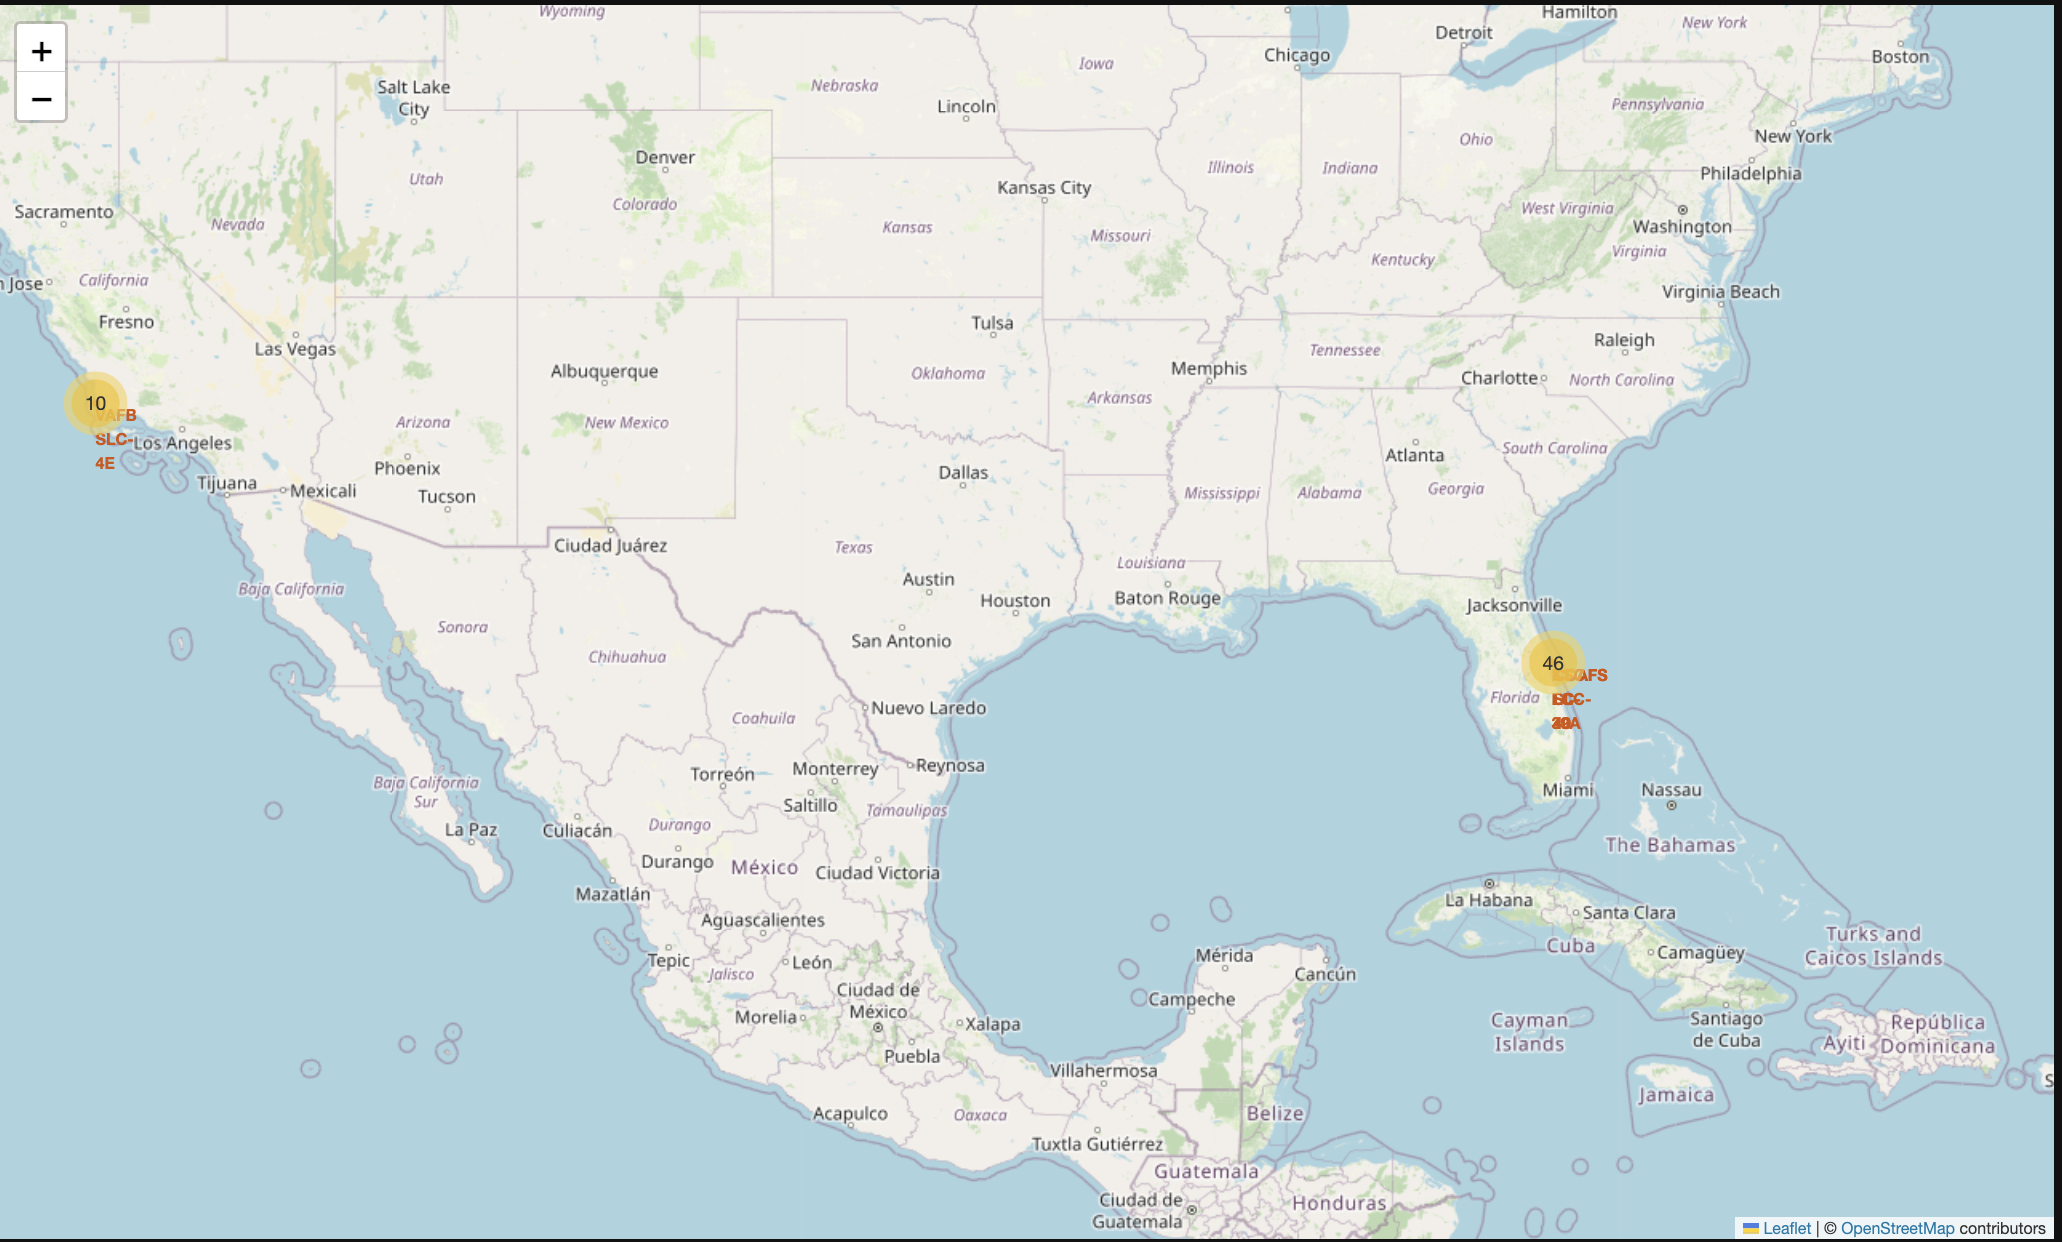 +
−
Wyoming
Hamilton
New York
Detroit
Boston
Chicago
Iowa
Salt Lake
City
Nebraska
Lincoln
Pennsylvania
New York
Ohio
Denver
Illinois
Indiana
Philadelphia
Utah
Kansas City
Colorado
West Virginia
Sacramento
Nevada
Kansas
Missouri
Washington
Virginia
Kentucky
California
n Jose
Virginia Beach
Fresno
Tulsa
Las Vegas
Raleigh
Tennessee
Albuquerque
Oklahoma
Memphis
Charlotte
North Carolina
Arkansas
10
VAFB
SLC-
4E
Los Angeles
Arizona
New Mexico
South Carolina
Atlanta
Phoenix
Dallas
Tijuana
Mexicali
Tucson
Mississippi
Alabama
Georgia
Ciudad Juárez
Texas
Louisiana
Austin
Baja California
Houston
Baton Rouge
Jacksonville
Sonora
San Antonio
Chihuahua
46
Florida
Nuevo Laredo
Coahuila
Torreón
Monterrey
Reynosa
Baja California
Sur
Saltillo
Tamaulipas
Miami
Nassau
La Paz
Culiacán
Durango
The Bahamas
Durango
México
Ciudad Victoria
Mazatlán
La Habana
Santa Clara
Aguascalientes
Cuba
Camagüey
Turks and
Caicos Islands
Tepic
León
Jalisco
Mérida
Cancún
Ciudad de
México
Campeche
Morelia
Xalapa
Cayman
Islands
Santiago
de Cuba
República
Dominicana
Ayiti
Puebla
Villahermosa
Jamaica
Acapulco
Oaxaca
Belize
Tuxtla Gutiérrez
Guatemala
Ciudad de
Guatemala
Honduras
Leaflet | © OpenStreetMap contributors